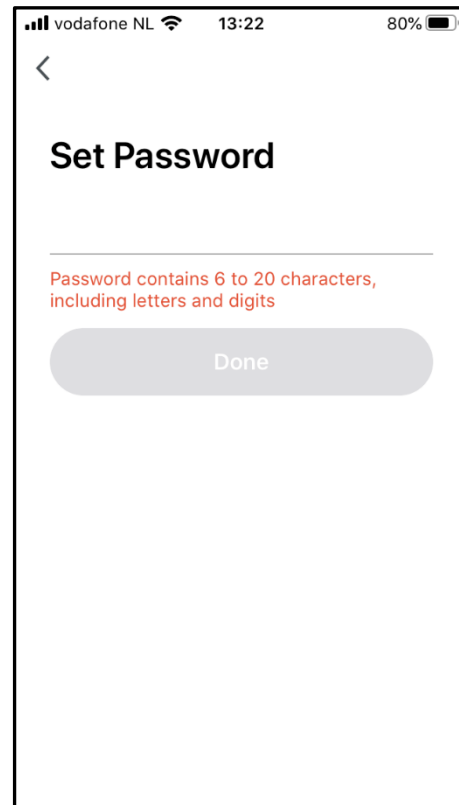 vodafone NL 13:22 80%
Set Password
Password contains 6 to 20 characters,
including letters and digits
Done